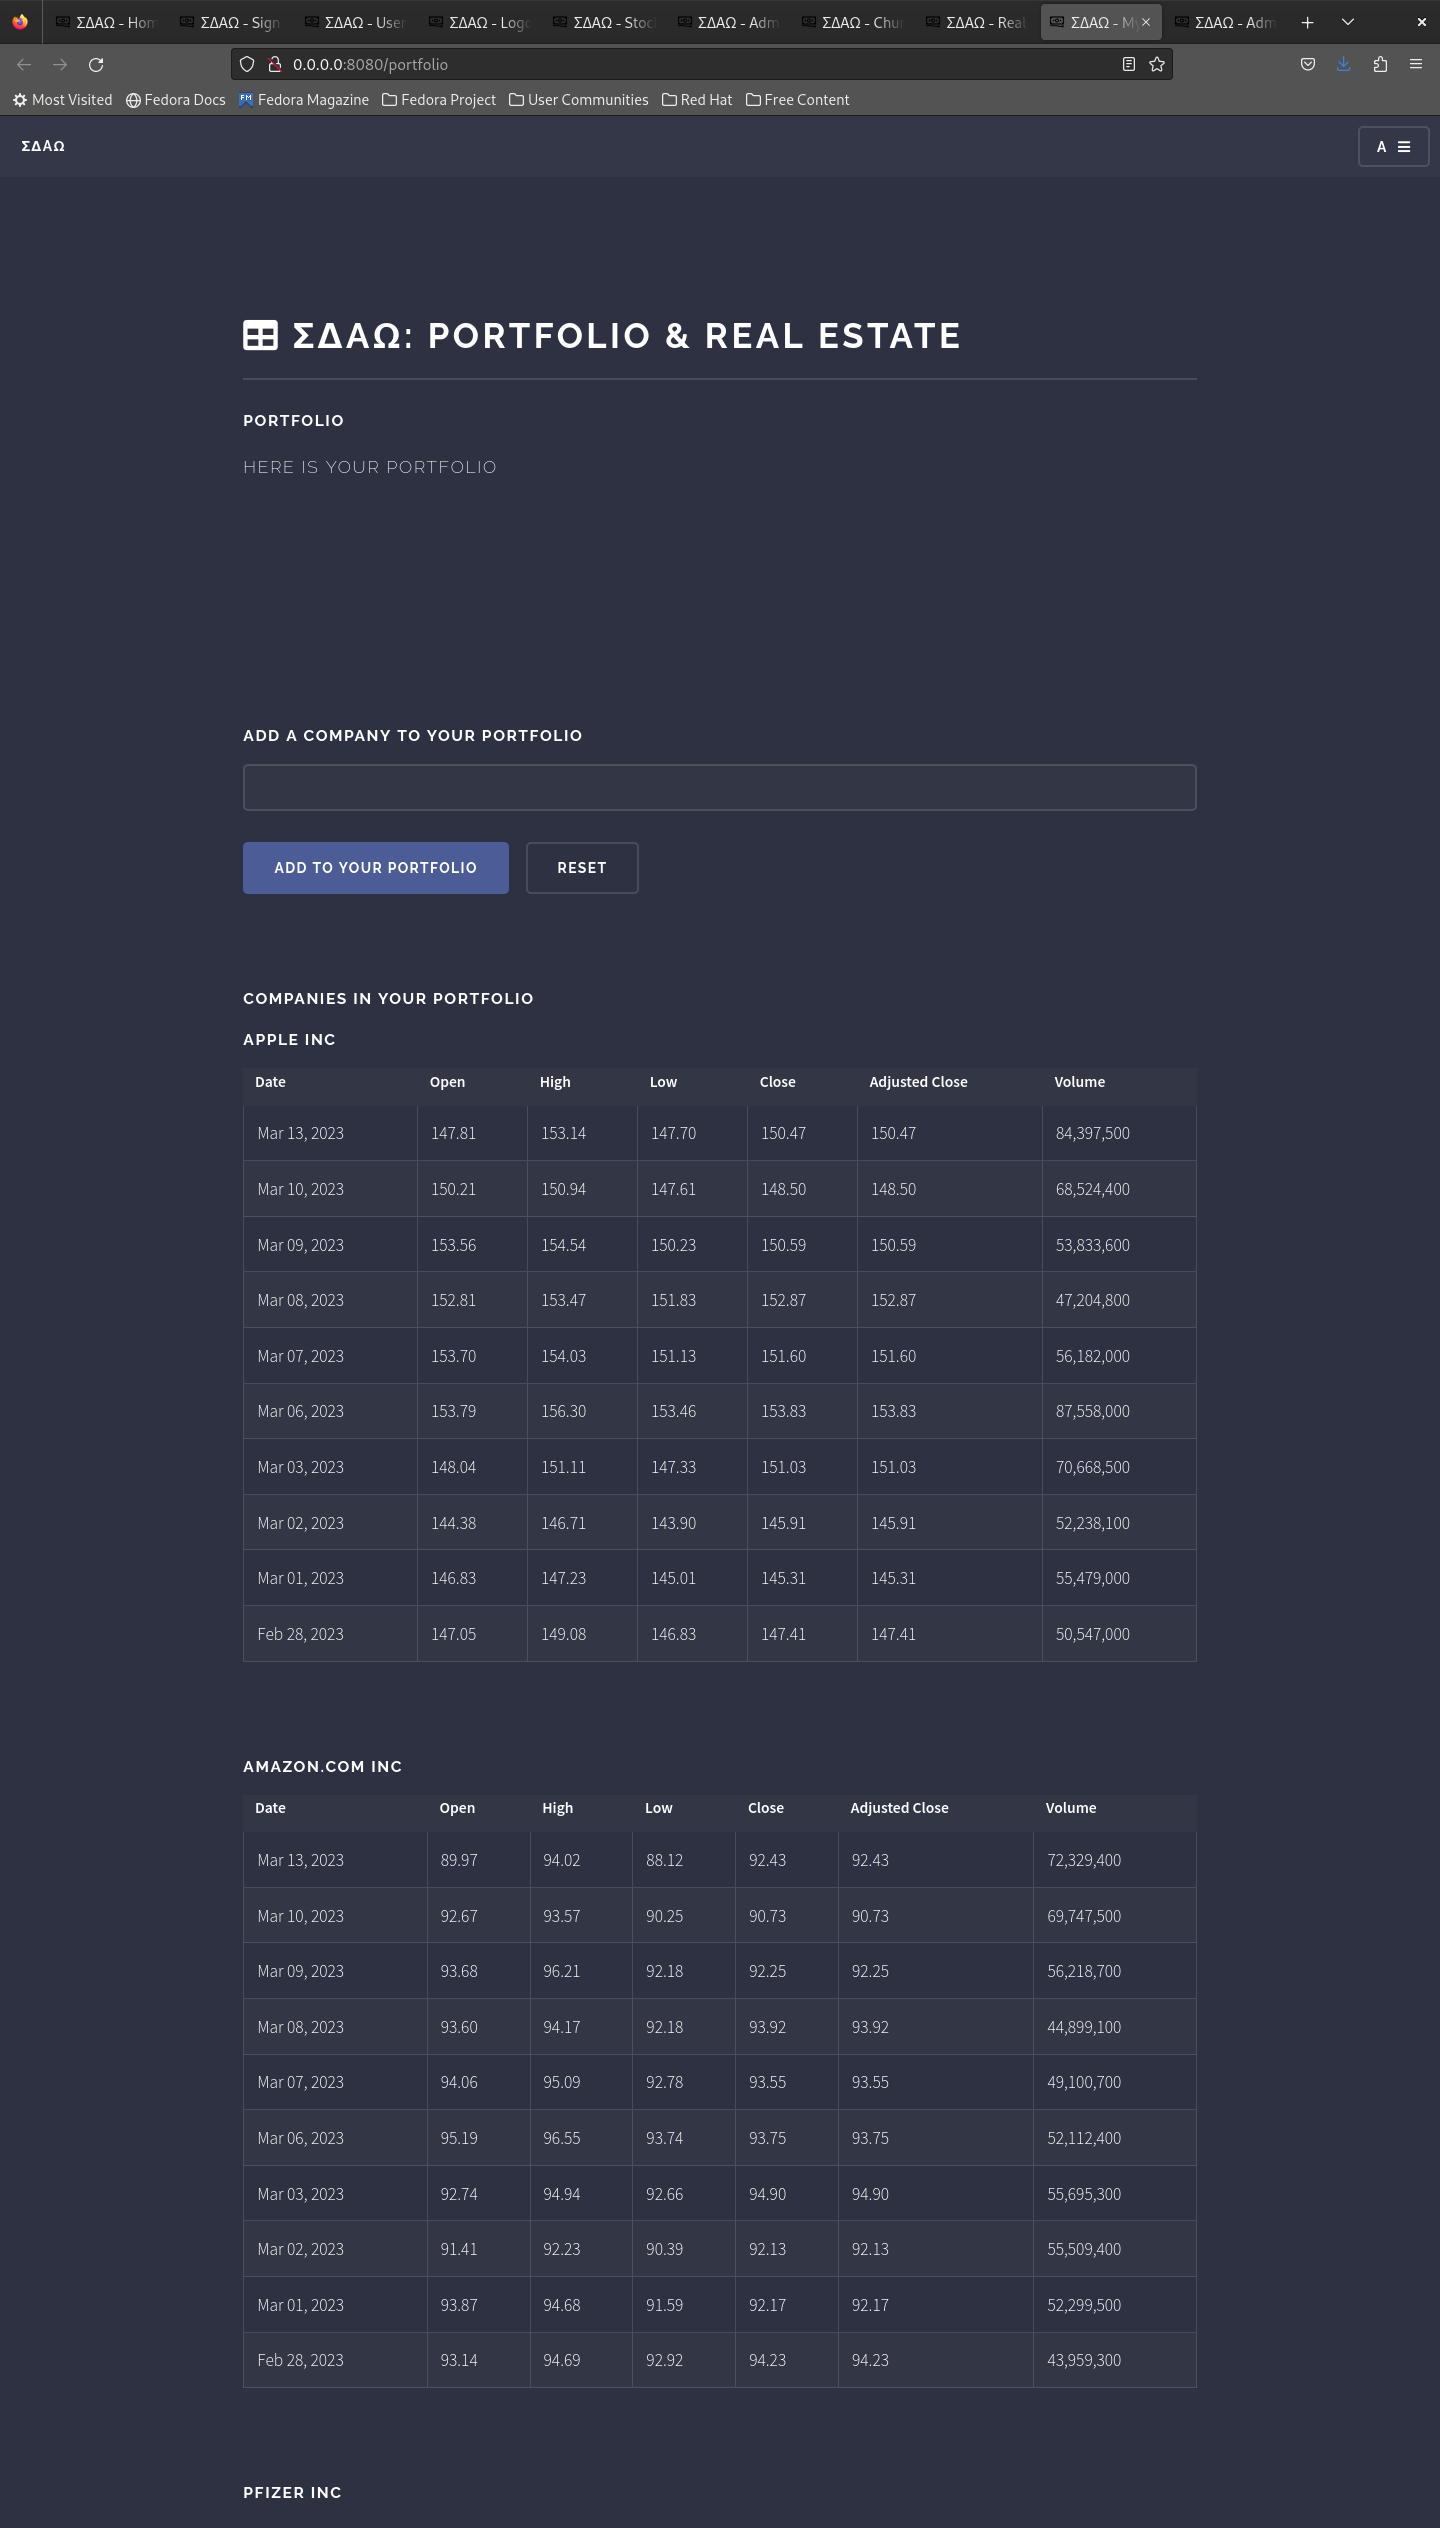 ΣΔΑΩ - Hom ΣΔΑΩ - Sign ΣΔΑΩ - User ΣΔΑΩ - Logo ΣΔΑΩ - Stoc ΣΔΑΩ - Adm ΣΔΑΩ - Chur ΣΔΑΩ - Real ΣΔΑΩ - My ΣΔΑΩ - Adm
0.0.0.0:8080/portfolio
Most Visited Fedora Docs Fedora Magazine Fedora Project User Communities Red Hat Free Content
ΣΔΑΩ A
ΣΔΑΩ: PORTFOLIO & REAL ESTATE
PORTFOLIO
HERE IS YOUR PORTFOLIO
ADD A COMPANY TO YOUR PORTFOLIO
ADD TO YOUR PORTFOLIO RESET
COMPANIES IN YOUR PORTFOLIO
APPLE INC
Date Open High Low Close Adjusted Close Volume
Mar 13, 2023 147.81 153.14 147.70 150.47 150.47 84,397,500
Mar 10, 2023 150.21 150.94 147.61 148.50 148.50 68,524,400
Mar 09, 2023 153.56 154.54 150.23 150.59 150.59 53,833,600
Mar 08, 2023 152.81 153.47 151.83 152.87 152.87 47,204,800
Mar 07, 2023 153.70 154.03 151.13 151.60 151.60 56,182,000
Mar 06, 2023 153.79 156.30 153.46 153.83 153.83 87,558,000
Mar 03, 2023 148.04 151.11 147.33 151.03 151.03 70,668,500
Mar 02, 2023 144.38 146.71 143.90 145.91 145.91 52,238,100
Mar 01, 2023 146.83 147.23 145.01 145.31 145.31 55,479,000
Feb 28, 2023 147.05 149.08 146.83 147.41 147.41 50,547,000
AMAZON.COM INC
Date Open High Low Close Adjusted Close Volume
Mar 13, 2023 89.97 94.02 88.12 92.43 92.43 72,329,400
Mar 10, 2023 92.67 93.57 90.25 90.73 90.73 69,747,500
Mar 09, 2023 93.68 96.21 92.18 92.25 92.25 56,218,700
Mar 08, 2023 93.60 94.17 92.18 93.92 93.92 44,899,100
Mar 07, 2023 94.06 95.09 92.78 93.55 93.55 49,100,700
Mar 06, 2023 95.19 96.55 93.74 93.75 93.75 52,112,400
Mar 03, 2023 92.74 94.94 92.66 94.90 94.90 55,695,300
Mar 02, 2023 91.41 92.23 90.39 92.13 92.13 55,509,400
Mar 01, 2023 93.87 94.68 91.59 92.17 92.17 52,299,500
Feb 28, 2023 93.14 94.69 92.92 94.23 94.23 43,959,300
PFIZER INC